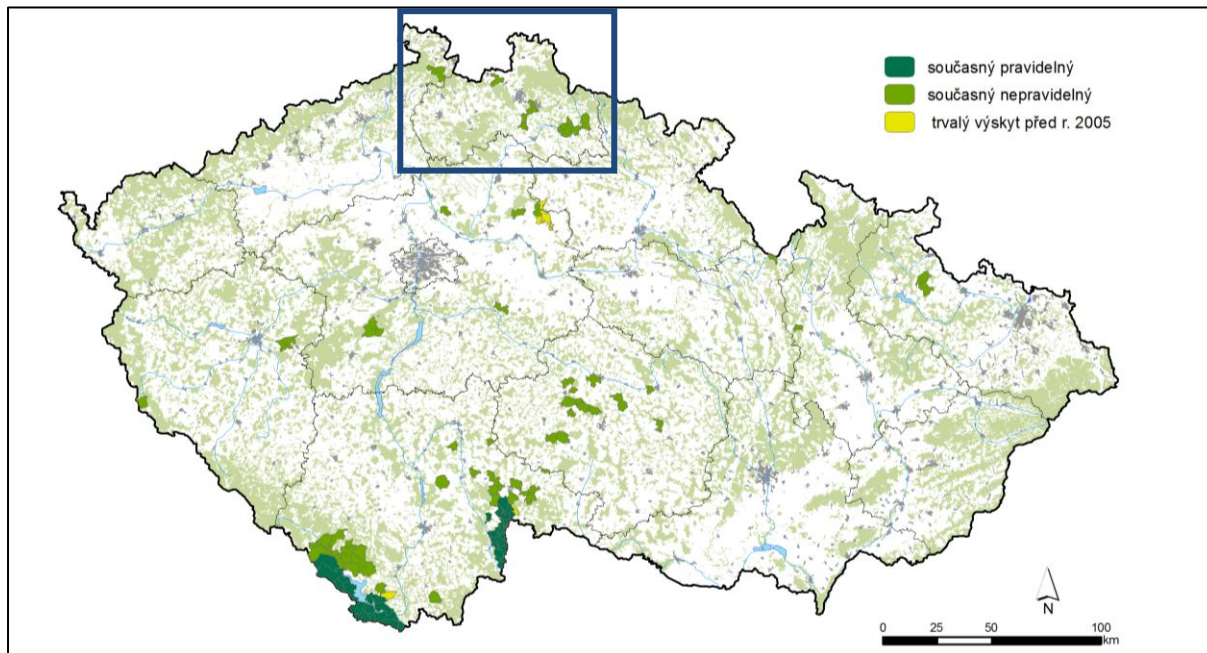 současný pravidelný
současný nepravidelný
trvalý výskyt před r. 2005
N
0 25 50 100
km